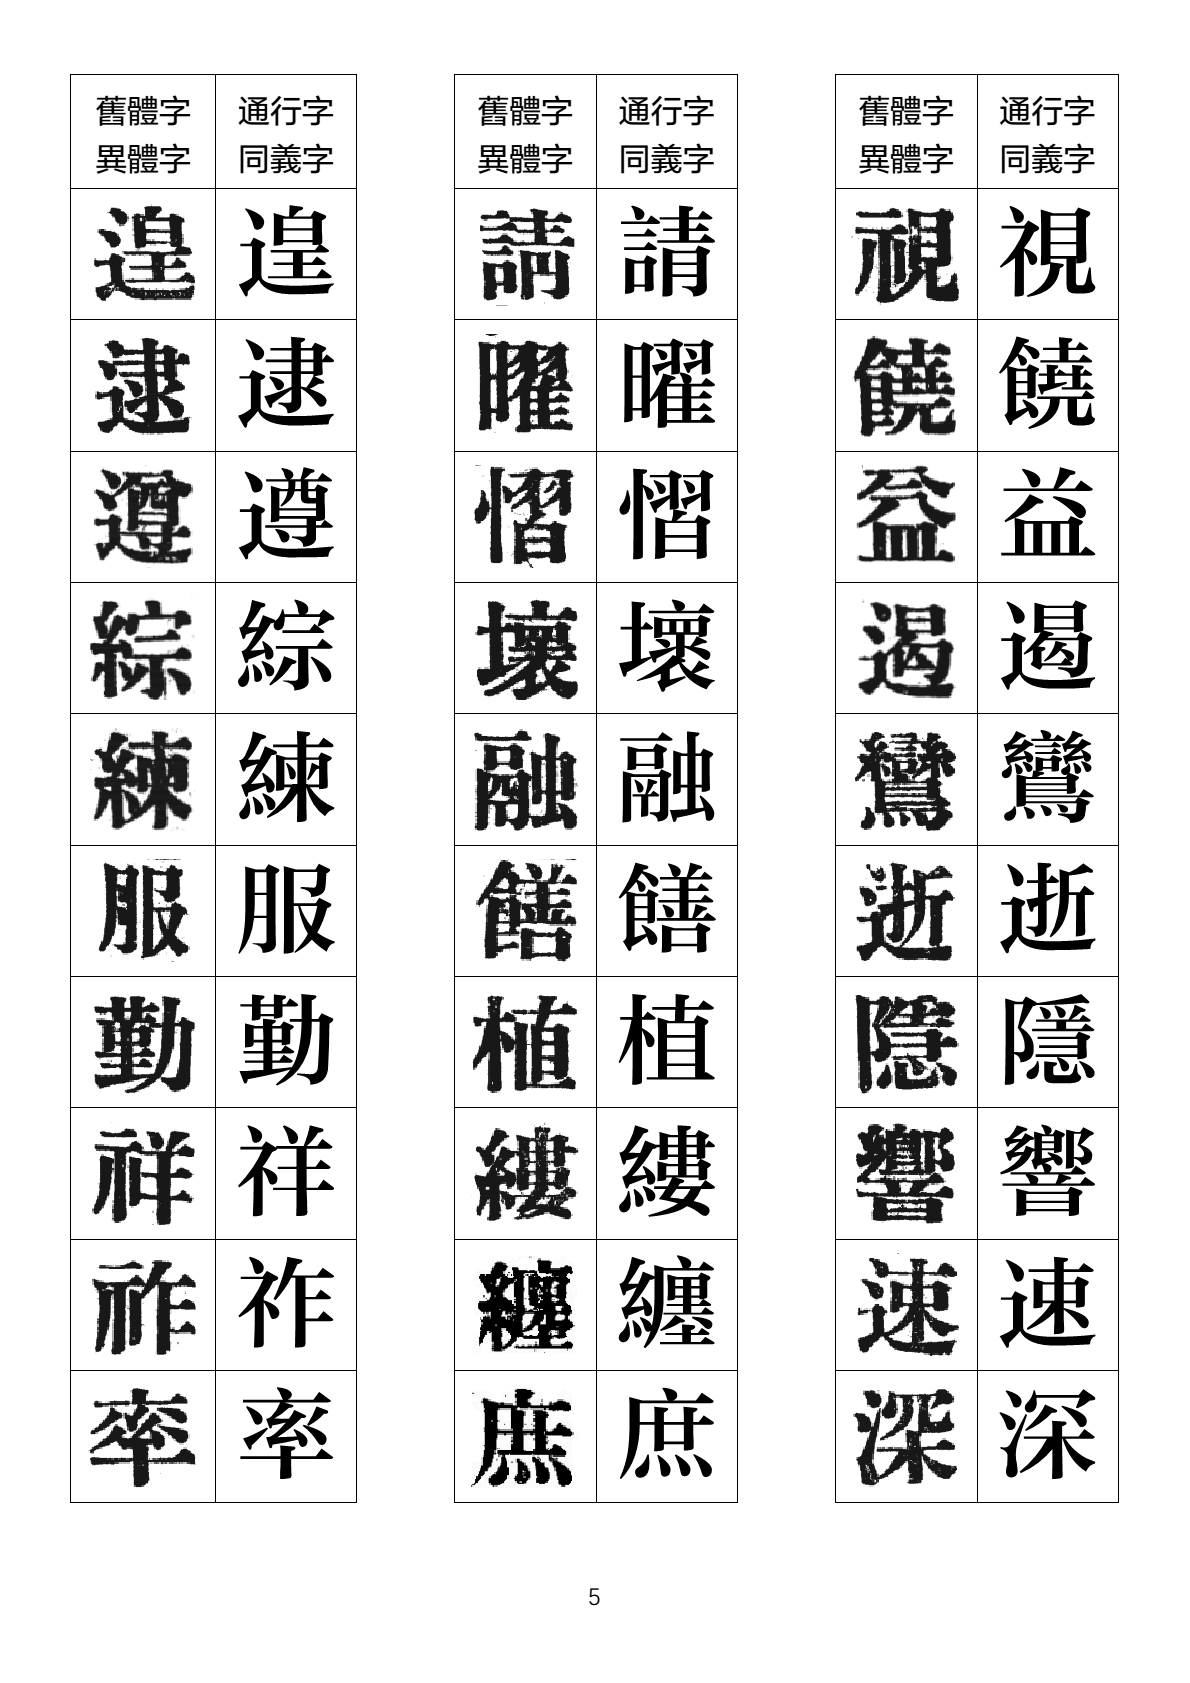 舊體字 通行字
異體字 同義字
遑 遑
逮 逮
遵 遵
綜 綜
練 練
服 服
勤 勤
祥 祥
祚 祚
率 率
舊體字 通行字
異體字 同義字
請 請
曜 曜
慴 慴
壞 壞
融 融
饍 饍
植 植
縷 縷
纏 纏
庶 庶
舊體字 通行字
異體字 同義字
視 視
饒 饒
益 益
遏 遏
鸞 鸞
逝 逝
隱 隱
響 響
速 速
深 深
5